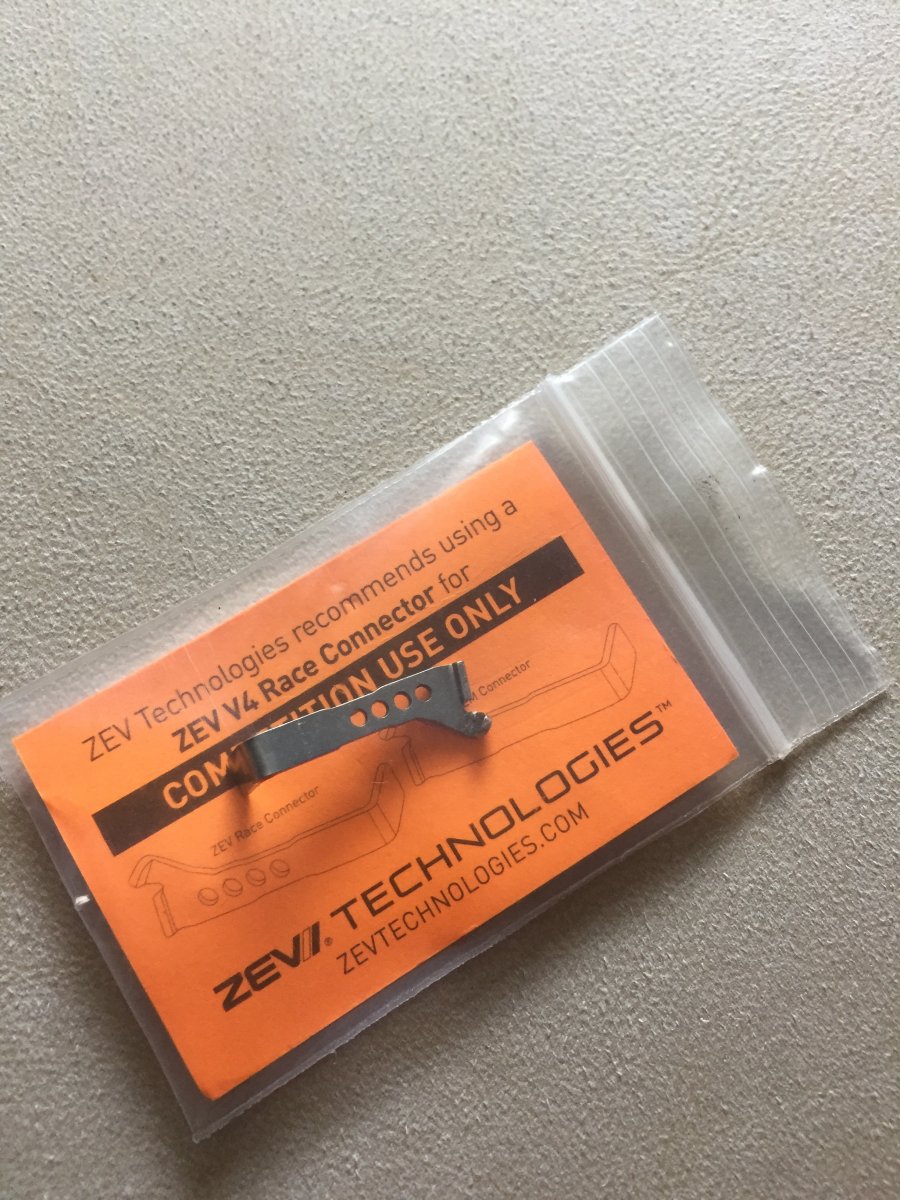 ZEV Technologies recommends using a
ZEV V4 Race Connector for
COMPETITION USE ONLY
Connector
ZEV Race Connector
ZEV® TECHNOLOGIES™
ZEVTECHNOLOGIES.COM